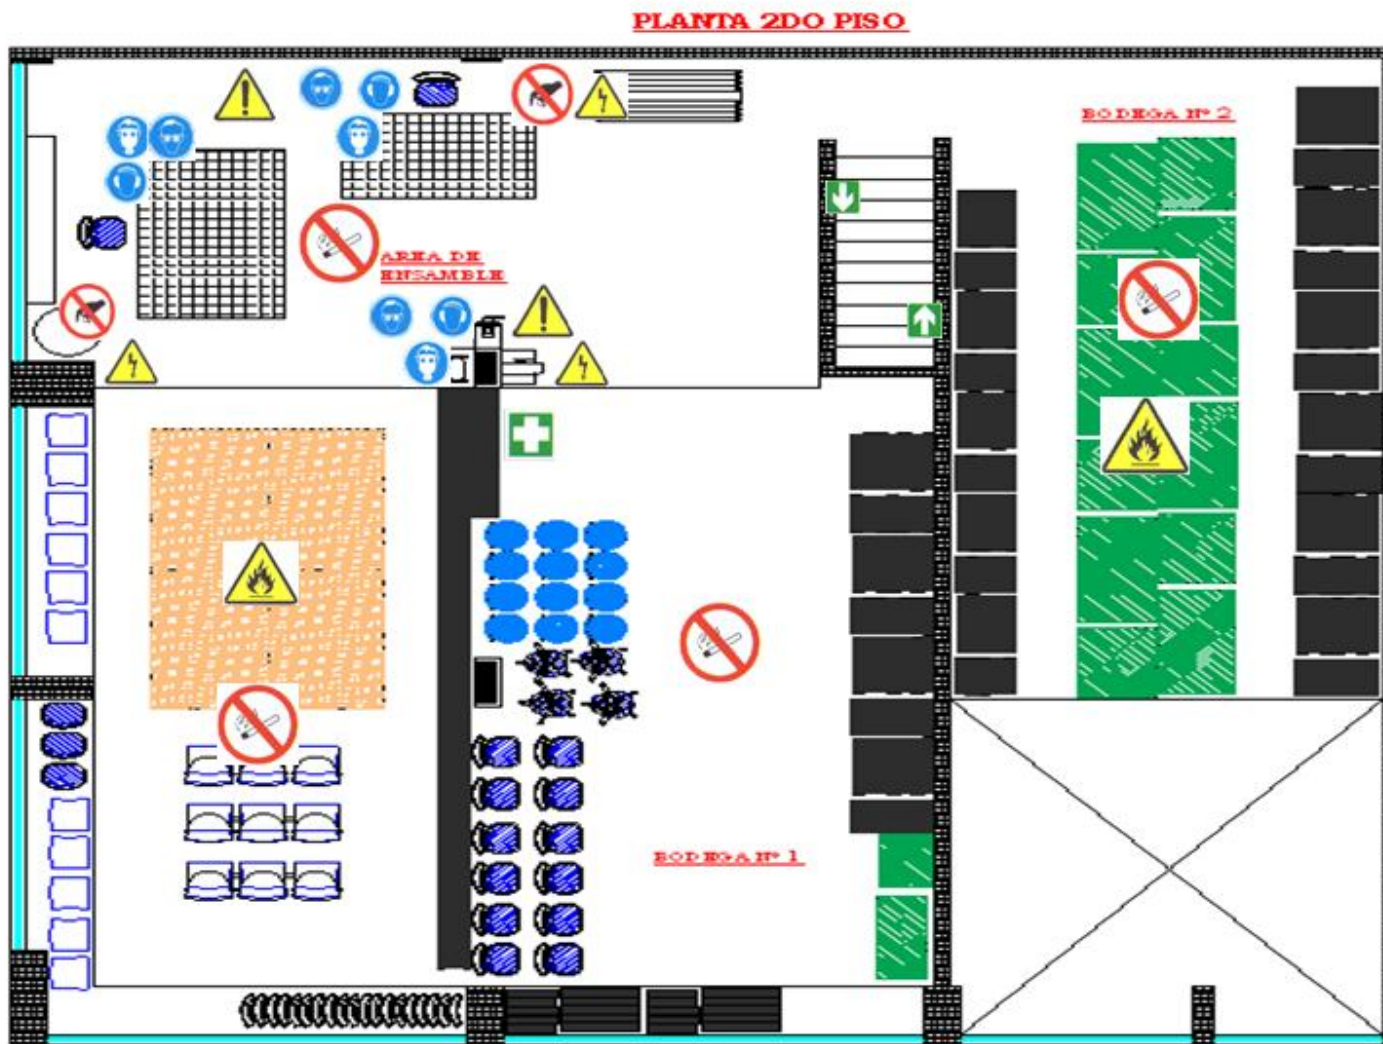 PLANTA 2DO PISO
BODEGA Nº 2
AREA DE
ENSAMBLE
BODEGA Nº 1